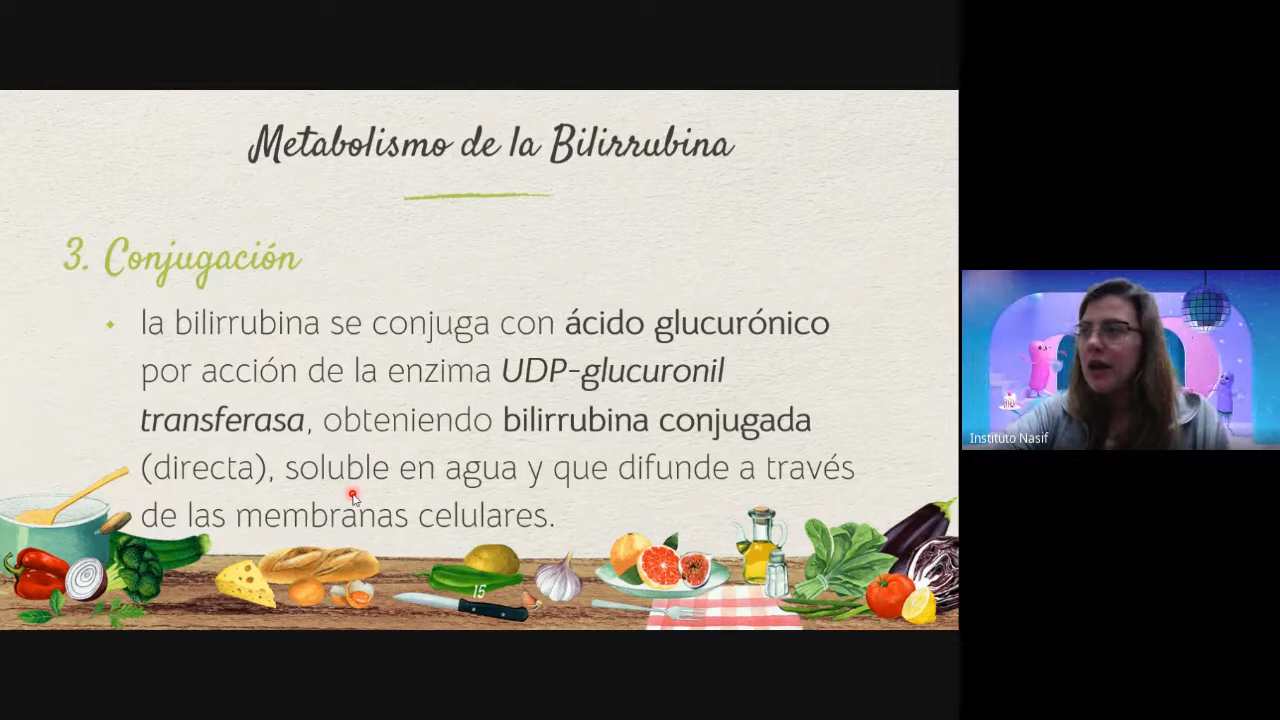 Metabolismo de la Bilirrubina
3. Conjugación
la bilirrubina se conjuga con ácido glucurónico
por acción de la enzima UDP-glucuronil
transferasa, obteniendo bilirrubina conjugada
(directa), soluble en agua y que difunde a través
de las membranas celulares.
15
Instituto Nasif